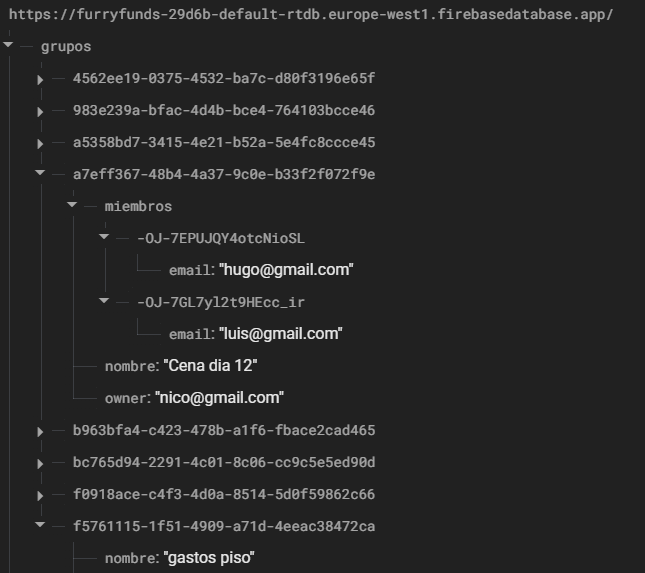 https://furryfunds-29d6b-default-rtdb.europe-west1.firebasedatabase.app/
grupos
4562ee19-0375-4532-ba7c-d80f3196e65f
983e239a-bfac-4d4b-bce4-764103bcce46
a5358bd7-3415-4e21-b52a-5e4fc8ccce45
a7eff367-48b4-4a37-9c0e-b33f2f072f9e
miembros
-OJ-7EPUJQY4otcNioSL
email: "hugo@gmail.com"
-OJ-7GL7yl2t9HEcc_ir
email: "luis@gmail.com"
nombre: "Cena dia 12"
owner: "nico@gmail.com"
b963bfa4-c423-478b-a1f6-fbace2cad465
bc765d94-2291-4c01-8c06-cc9c5e5ed90d
f0918ace-c4f3-4d0a-8514-5d0f59862c66
f5761115-1f51-4909-a71d-4eeac38472ca
nombre: "gastos piso"